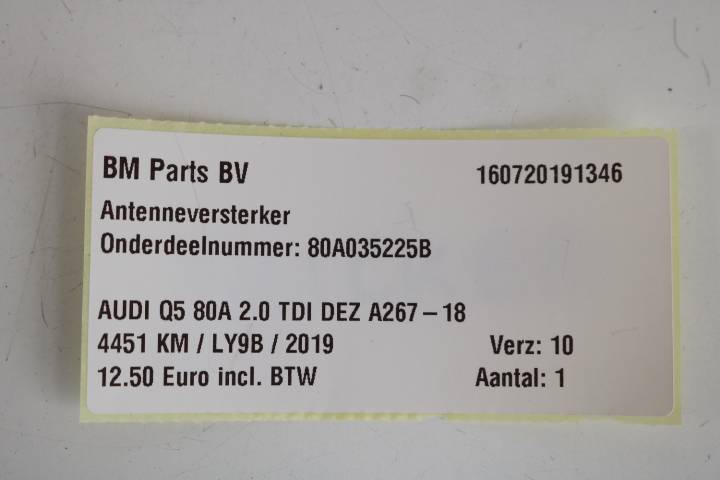 BM Parts BV 160720191346
Antenneversterker
Onderdeelnummer: 80A035225B
AUDI Q5 80A 2.0 TDI DEZ A267-18
4451 KM / LY9B / 2019 Verz: 10
12.50 Euro incl. BTW Aantal: 1